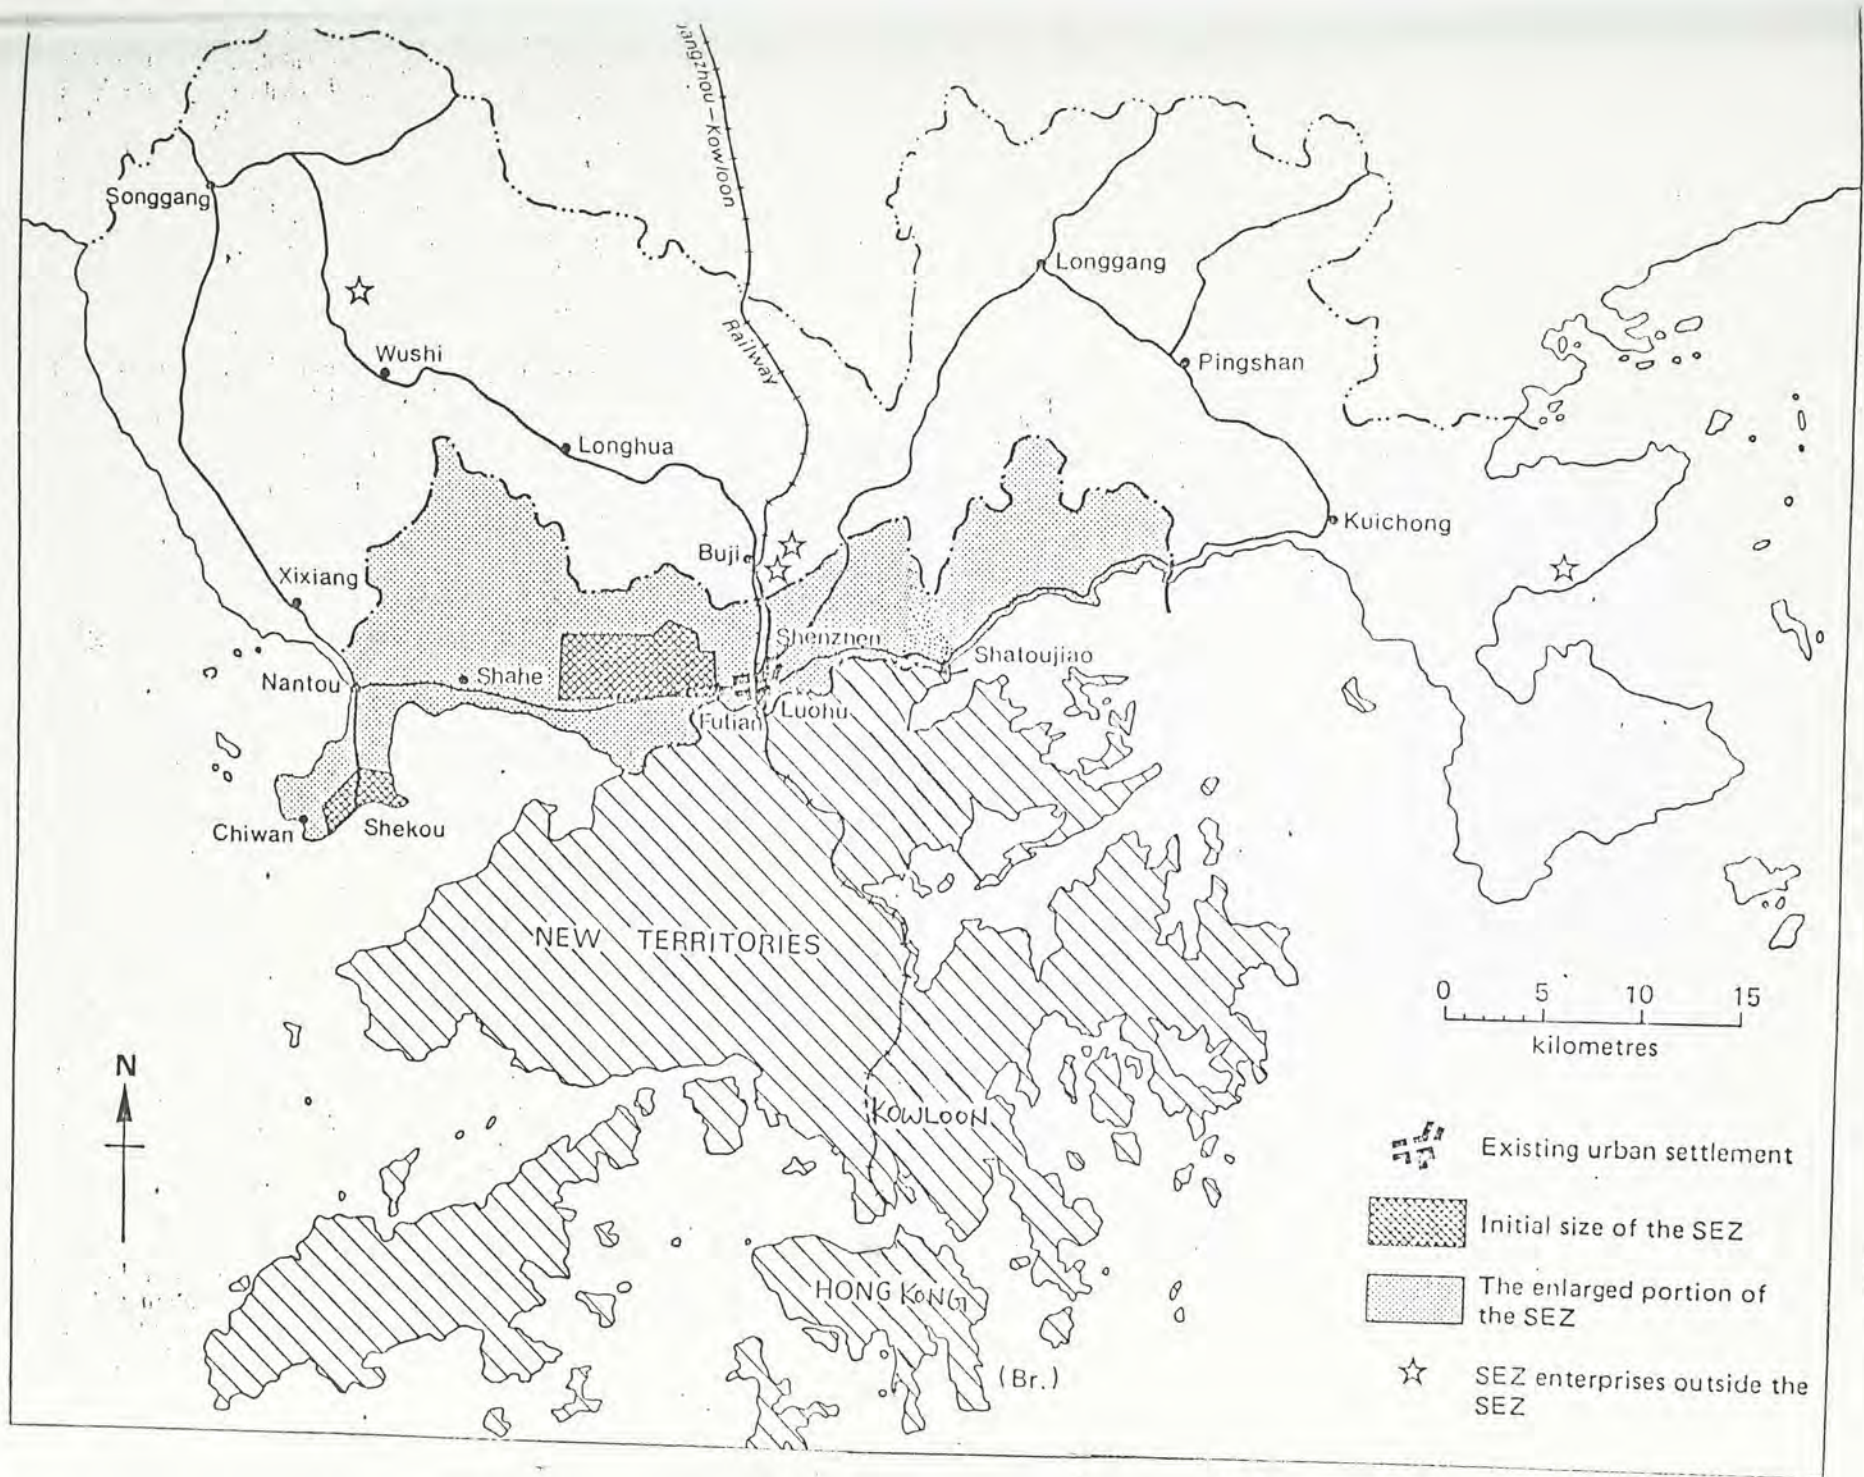 angzhou – Kowloon
Railway
Songgang
Longgang
Wushi
Pingshan
Longhua
Kuichong
Buji
Xixiang
Shenzhen
Shatoujiao
Nantou
Shahe
Futian
Luohu
Chiwan
Shekou
NEW TERRITORIES
0 5 10 15
kilometres
N
KOWLOON
HONG KONG
(Br.)
Existing urban settlement
Initial size of the SEZ
The enlarged portion of
the SEZ
SEZ enterprises outside the
SEZ